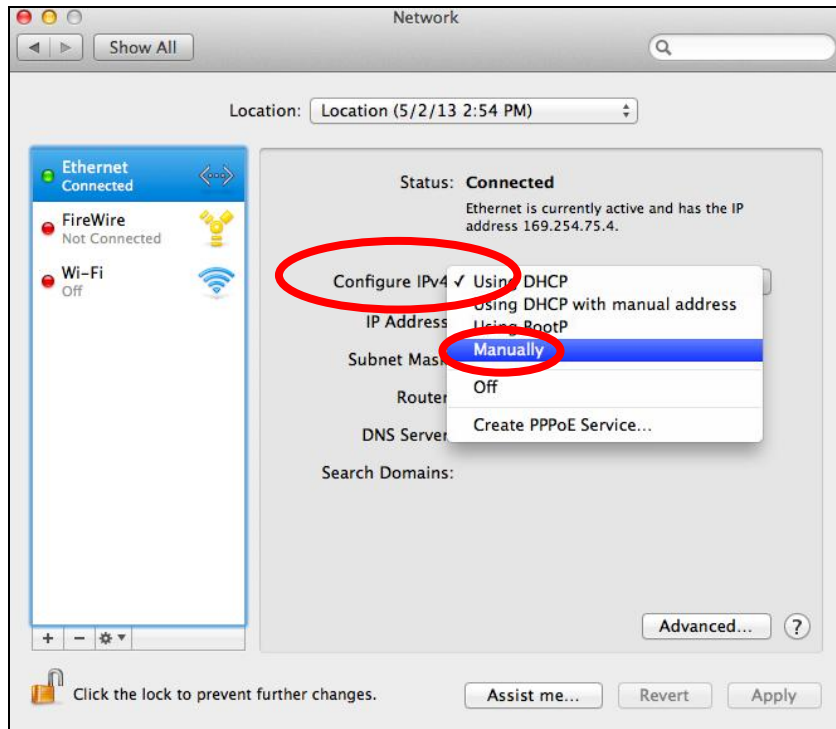 Network
Show All
Location: Location (5/2/13 2:54 PM)
Ethernet
Connected
FireWire
Not Connected
Wi-Fi
Off
Status: Connected
Ethernet is currently active and has the IP
address 169.254.75.4.
Configure IPv4 ✓ Using DHCP
Using DHCP with manual address
IP Address
Using BootP
Manually
Subnet Mask
Off
Router
Create PPPoE Service...
DNS Server
Search Domains:
Advanced... ?
+ −
Click the lock to prevent further changes.
Assist me... Revert Apply